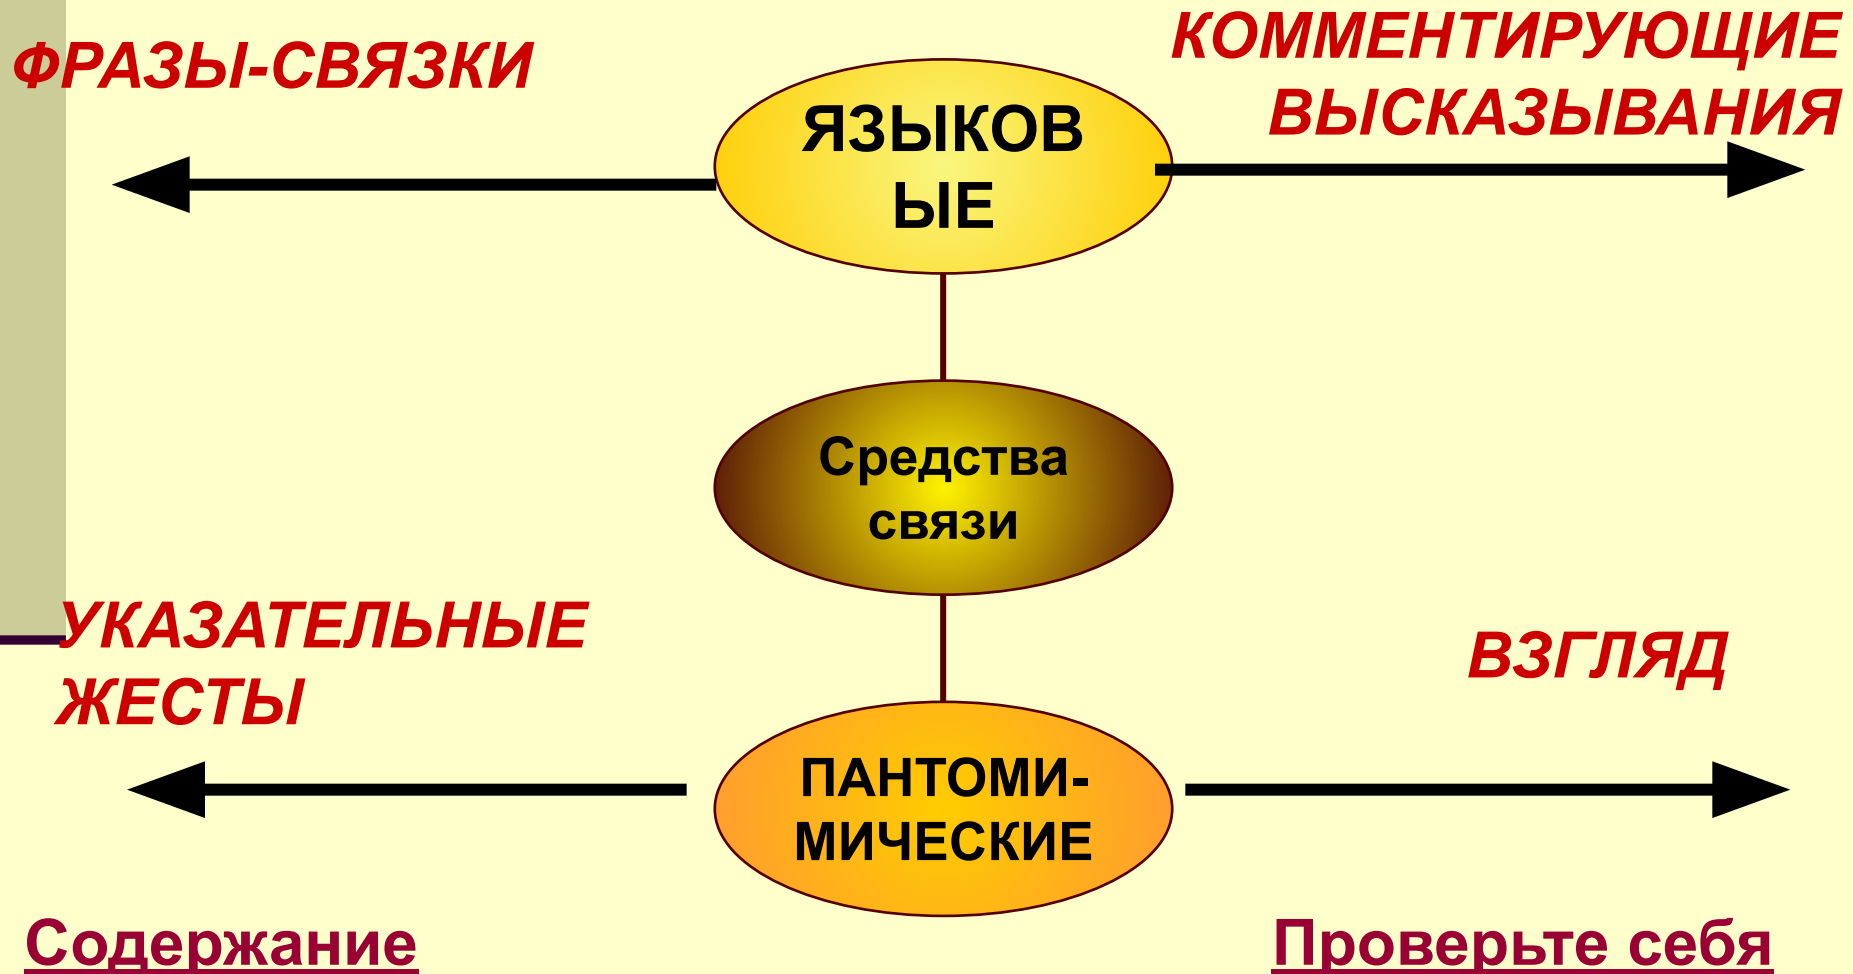 ФРАЗЫ-СВЯЗКИ
КОММЕНТИРУЮЩИЕ
ВЫСКАЗЫВАНИЯ
ЯЗЫКОВ
ЫЕ
Средства
связи
УКАЗАТЕЛЬНЫЕ
ЖЕСТЫ
ВЗГЛЯД
ПАНТОМИ-
МИЧЕСКИЕ
Содержание
Проверьте себя